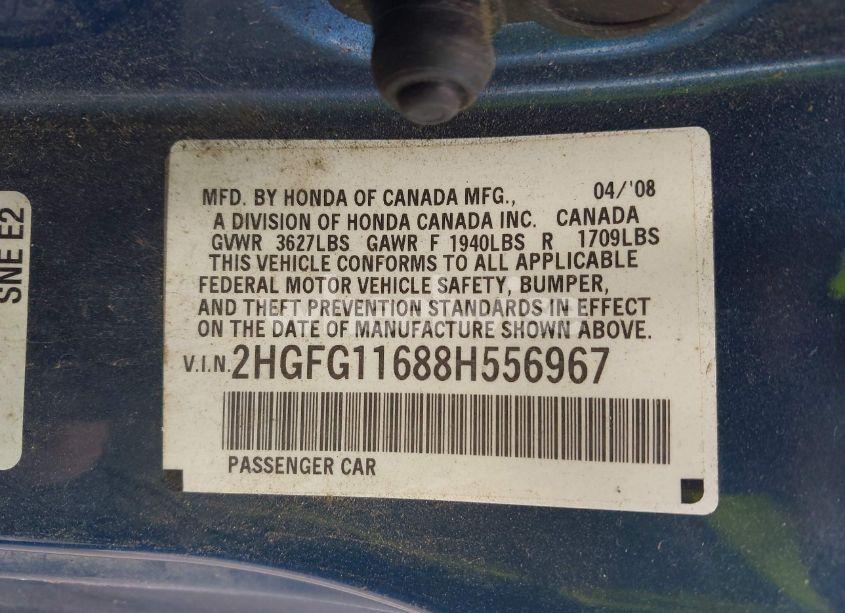 MFD. BY HONDA OF CANADA MFG., 04/'08
A DIVISION OF HONDA CANADA INC. CANADA
GVWR 3627LBS GAWR F 1940LBS R 1709LBS
THIS VEHICLE CONFORMS TO ALL APPLICABLE
FEDERAL MOTOR VEHICLE SAFETY, BUMPER,
AND THEFT PREVENTION STANDARDS IN EFFECT
ON THE DATE OF MANUFACTURE SHOWN ABOVE.
V.I.N. 2HGFG11688H556967
PASSENGER CAR
SNE E2